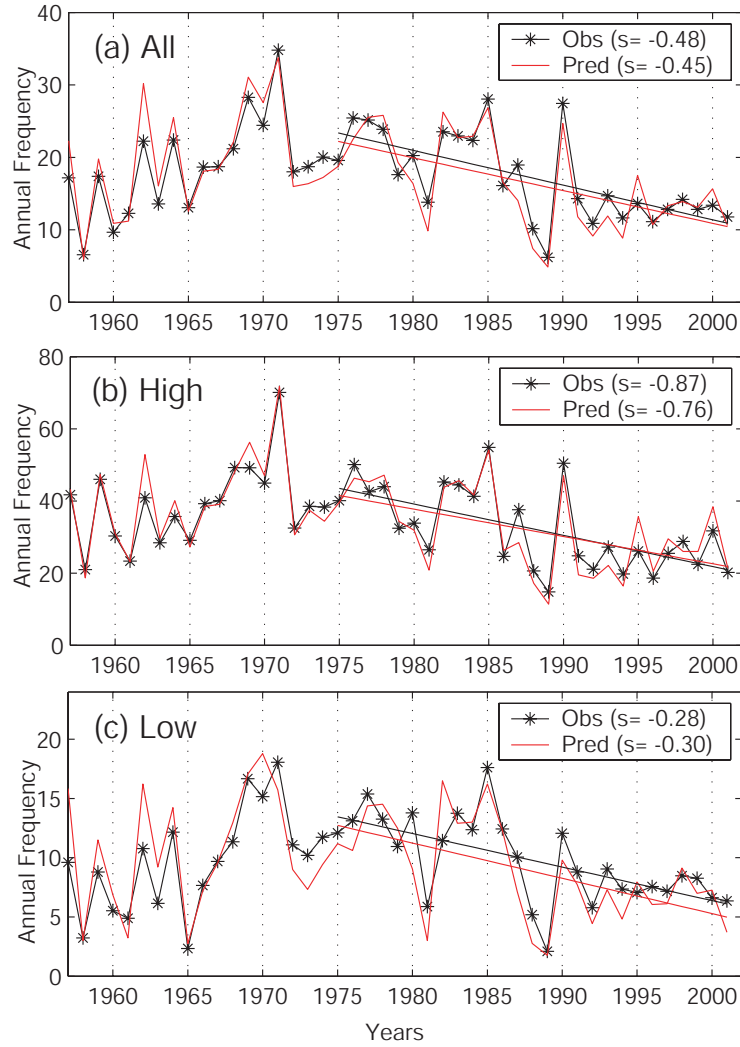 (a) All
Obs (s= -0.48)
Pred (s= -0.45)
Annual Frequency
40
30
20
10
0
1960 1965 1970 1975 1980 1985 1990 1995 2000
(b) High
Obs (s= -0.87)
Pred (s= -0.76)
Annual Frequency
80
60
40
20
0
1960 1965 1970 1975 1980 1985 1990 1995 2000
(c) Low
Obs (s= -0.28)
Pred (s= -0.30)
Annual Frequency
20
15
10
5
0
1960 1965 1970 1975 1980 1985 1990 1995 2000
Years